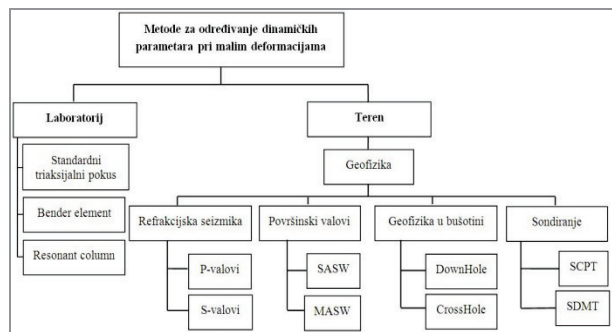 Metode za određivanje dinamičkih
parametara pri malim deformacijama
Laboratorij
Teren
Standardni
triaksijalni pokus
Bender element
Resonant column
Geofizika
Refrakcijska seizmika
Površinski valovi
Geofizika u bušotini
Sondiranje
P-valovi
S-valovi
SASW
MASW
DownHole
CrossHole
SCPT
SDMT